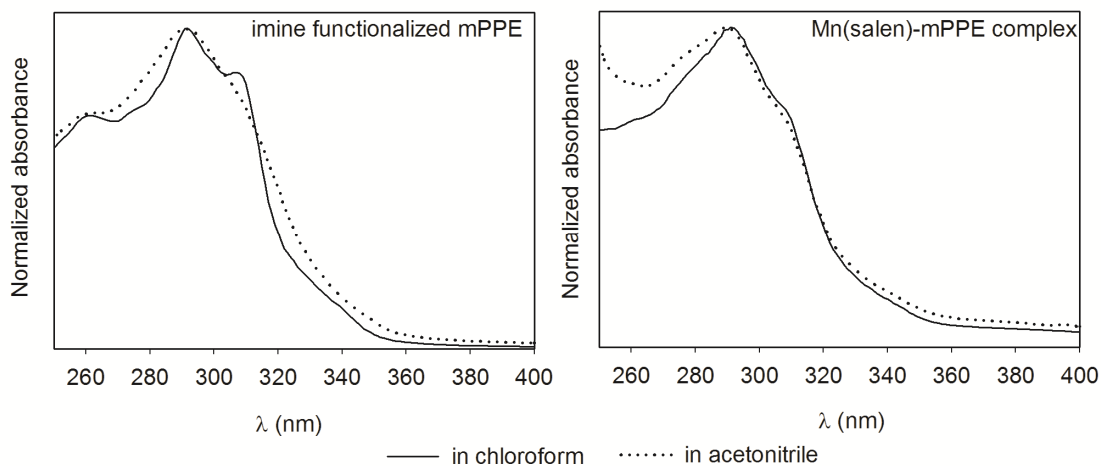 imine functionalized mPPE
Normalized absorbance
260 280 300 320 340 360 380 400
λ (nm)
Mn(salen)-mPPE complex
Normalized absorbance
260 280 300 320 340 360 380 400
λ (nm)
in chloroform in acetonitrile